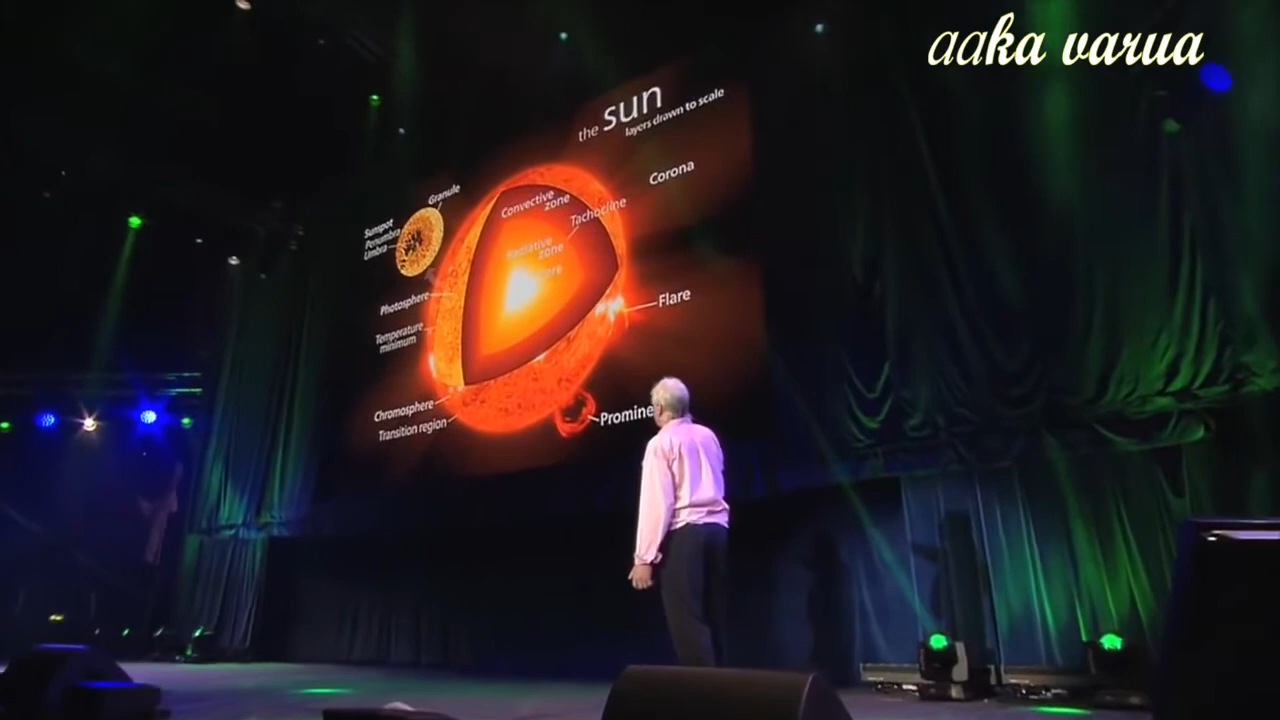 aaka varua
the sun
layers drawn to scale
Corona
Granule
Sunspot
Penumbra
Umbra
Convective
zone
Tachocline
Radiative
zone
Photosphere
Flare
Temperature
minimum
Chromosphere
Transition region
Promine